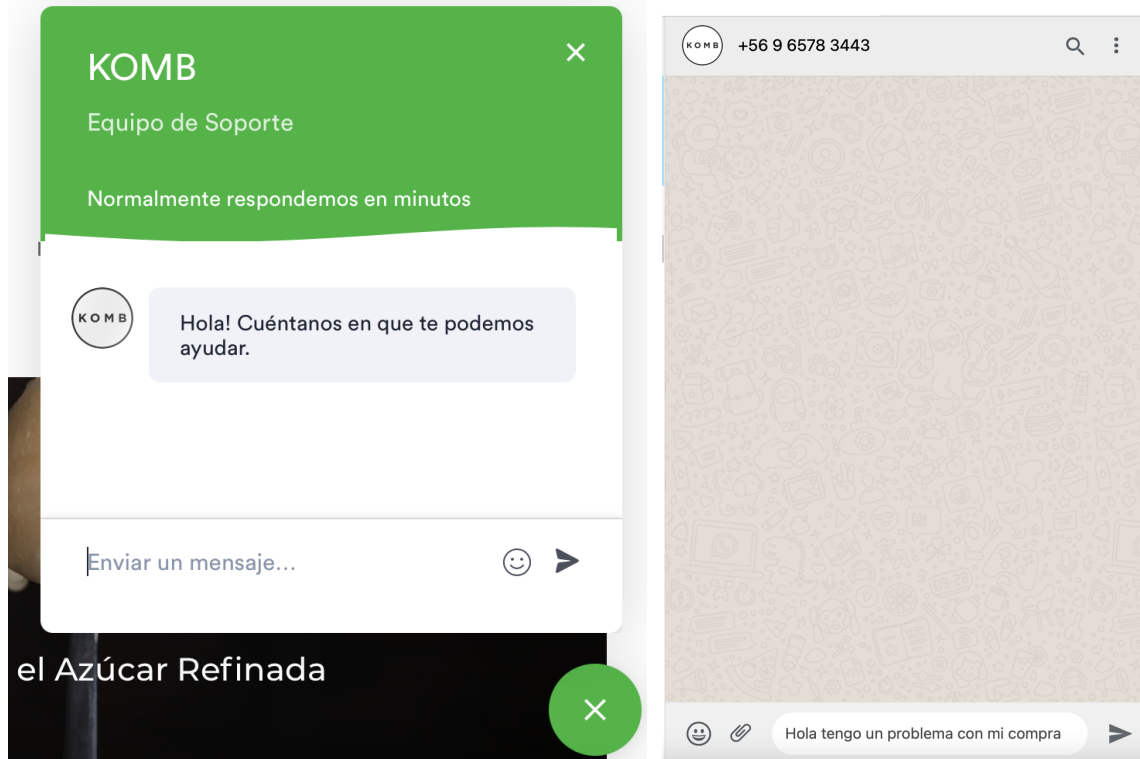 KOMB
Equipo de Soporte
Normalmente respondemos en minutos
KOMB
Hola! Cuéntanos en que te podemos
ayudar.
Enviar un mensaje...
el Azúcar Refinada
KOMB
+56 9 6578 3443
Hola tengo un problema con mi compra